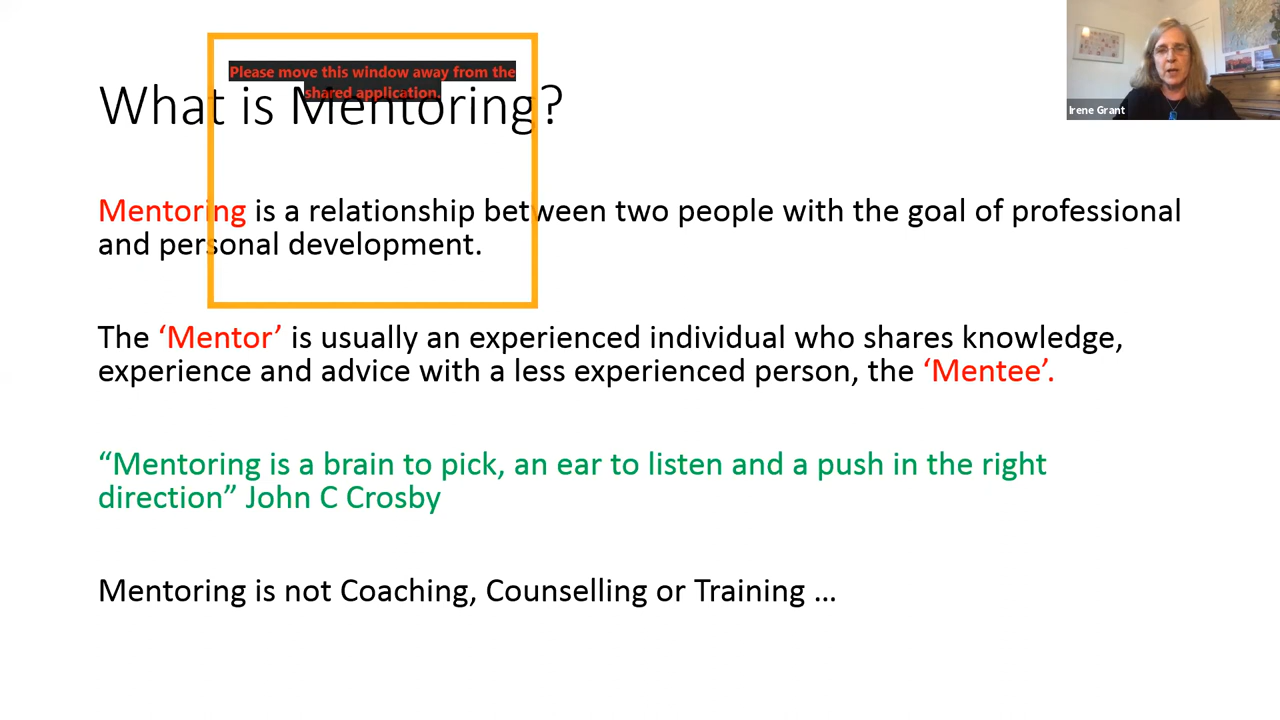 Please move this window away from the
shared application.
What is Mentoring?
Irene Grant
Mentoring is a relationship between two people with the goal of professional
and personal development.
The ‘Mentor’ is usually an experienced individual who shares knowledge,
experience and advice with a less experienced person, the ‘Mentee’.
“Mentoring is a brain to pick, an ear to listen and a push in the right
direction” John C Crosby
Mentoring is not Coaching, Counselling or Training ...